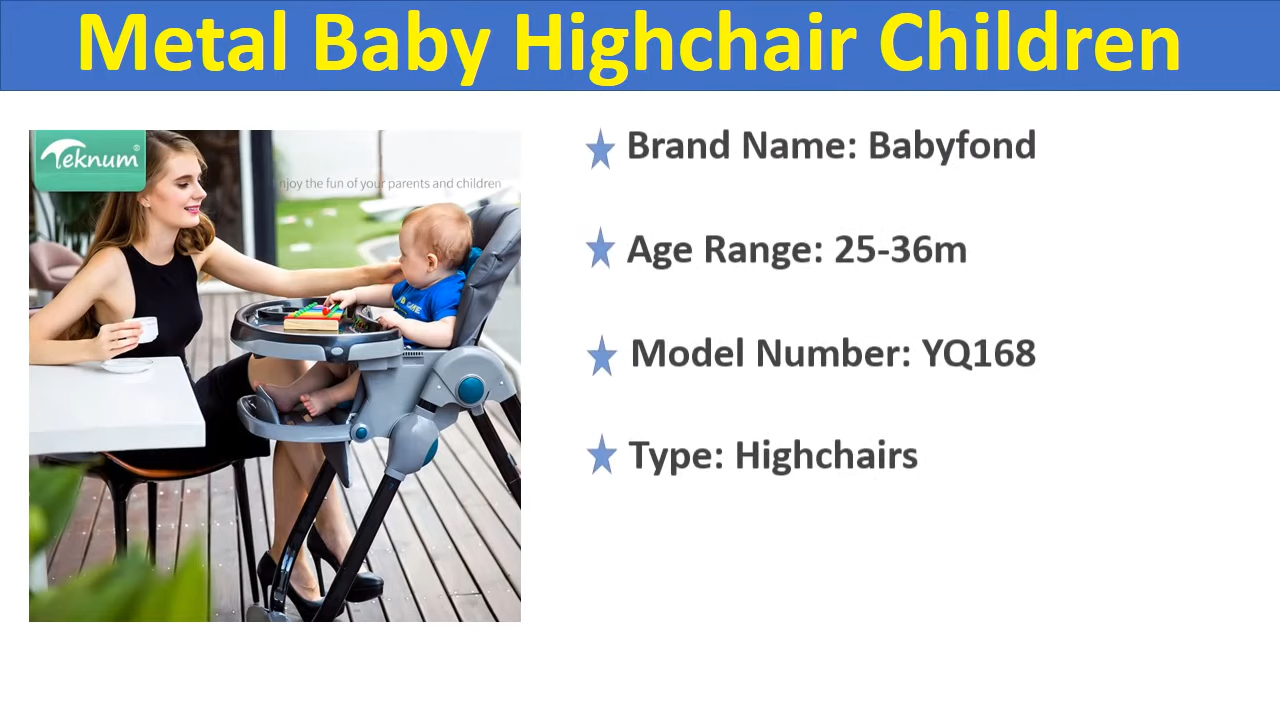 Metal Baby Highchair Children
Teknum®
njoy the fun of your parents and children
Brand Name: Babyfond
Age Range: 25-36m
Model Number: YQ168
Type: Highchairs